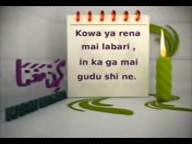 Kowa ya rena
mai labari ,
in ka ga mai
gudu shi ne.